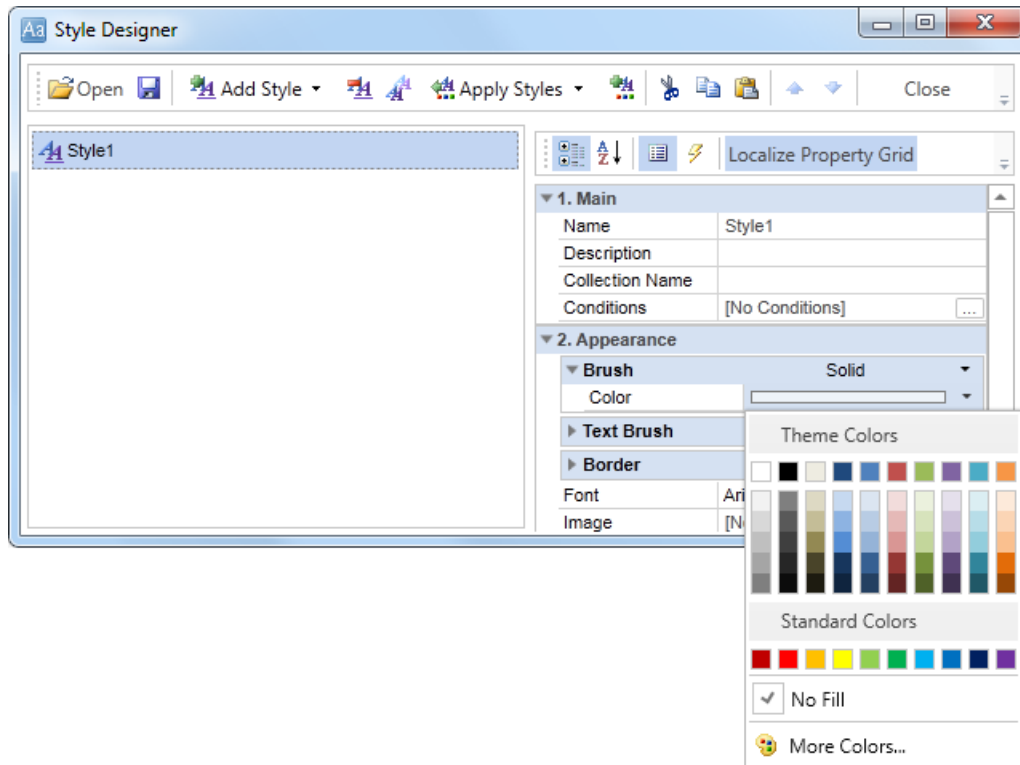 Style Designer
Open Add Style Apply Styles Close
Style1
Localize Property Grid
1. Main
Name Style1
Description
Collection Name
Conditions [No Conditions] ...
2. Appearance
Brush Solid
Color
Text Brush
Border
Font Ari
Image [N
Theme Colors
Standard Colors
No Fill
More Colors...